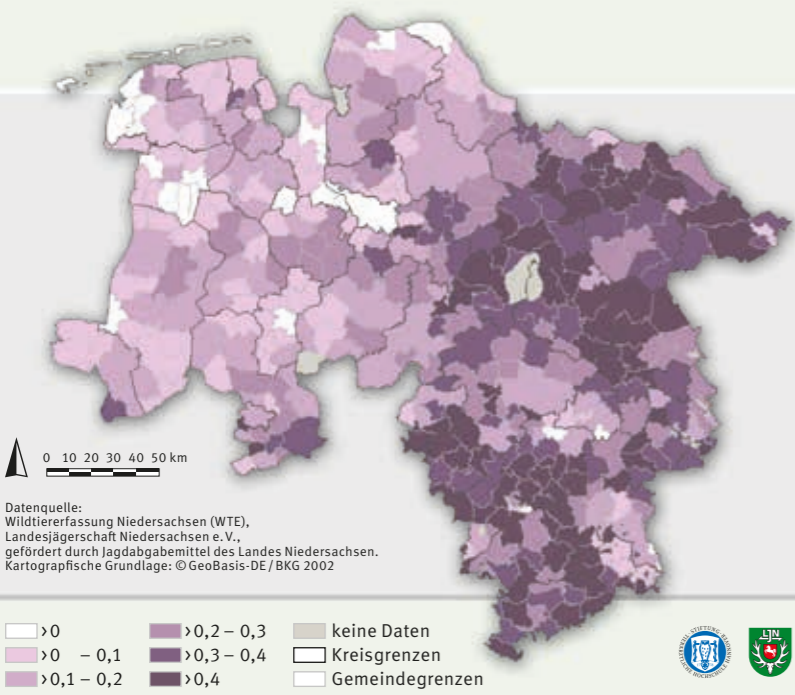 0 10 20 30 40 50 km
Datenquelle:
Wildtiererfassung Niedersachsen (WTE),
Landesjägerschaft Niedersachsen e. V.,
gefördert durch Jagdabgabemittel des Landes Niedersachsen.
Kartografische Grundlage: © GeoBasis-DE / BKG 2002
>0
>0 – 0,1
>0,1 – 0,2
>0,2 – 0,3
>0,3 – 0,4
>0,4
keine Daten
Kreisgrenzen
Gemeindegrenzen
LJN